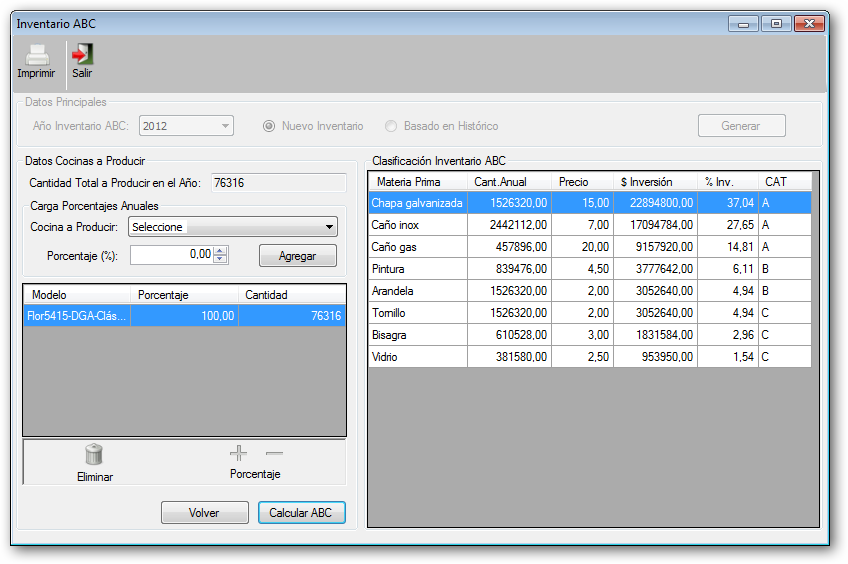 Inventario ABC
Imprimir Salir
Datos Principales
Año Inventario ABC: 2012 Nuevo Inventario Basado en Histórico Generar
Datos Cocinas a Producir
Cantidad Total a Producir en el Año: 76316
Carga Porcentajes Anuales
Cocina a Producir: Seleccione
Porcentaje (%): 0,00 Agregar
Modelo Porcentaje Cantidad
Flor5415-DGA-Clás... 100,00 76316
Eliminar Porcentaje
Volver Calcular ABC
Clasificación Inventario ABC
Materia Prima Cant.Anual Precio $ Inversión % Inv. CAT
Chapa galvanizada 1526320,00 15,00 22894800,00 37,04 A
Caño inox 2442112,00 7,00 17094784,00 27,65 A
Caño gas 457896,00 20,00 9157920,00 14,81 A
Pintura 839476,00 4,50 3777642,00 6,11 B
Arandela 1526320,00 2,00 3052640,00 4,94 B
Tornillo 1526320,00 2,00 3052640,00 4,94 C
Bisagra 610528,00 3,00 1831584,00 2,96 C
Vidrio 381580,00 2,50 953950,00 1,54 C